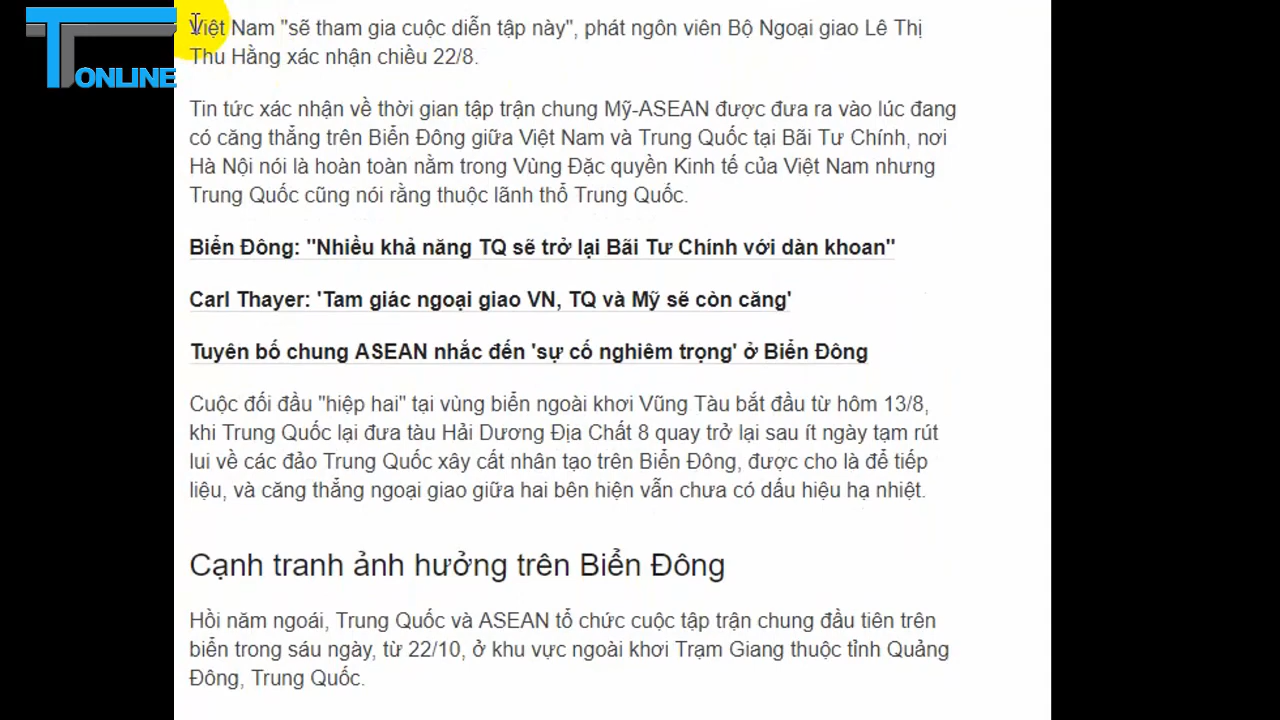 T ONLINE
Việt Nam "sẽ tham gia cuộc diễn tập này", phát ngôn viên Bộ Ngoại giao Lê Thị
Thu Hằng xác nhận chiều 22/8.
Tin tức xác nhận về thời gian tập trận chung Mỹ-ASEAN được đưa ra vào lúc đang
có căng thẳng trên Biển Đông giữa Việt Nam và Trung Quốc tại Bãi Tư Chính, nơi
Hà Nội nói là hoàn toàn nằm trong Vùng Đặc quyền Kinh tế của Việt Nam nhưng
Trung Quốc cũng nói rằng thuộc lãnh thổ Trung Quốc.
Biển Đông: "Nhiều khả năng TQ sẽ trở lại Bãi Tư Chính với dàn khoan"
Carl Thayer: 'Tam giác ngoại giao VN, TQ và Mỹ sẽ còn căng'
Tuyên bố chung ASEAN nhắc đến 'sự cố nghiêm trọng' ở Biển Đông
Cuộc đối đầu "hiệp hai" tại vùng biển ngoài khơi Vũng Tàu bắt đầu từ hôm 13/8,
khi Trung Quốc lại đưa tàu Hải Dương Địa Chất 8 quay trở lại sau ít ngày tạm rút
lui về các đảo Trung Quốc xây cất nhân tạo trên Biển Đông, được cho là để tiếp
liệu, và căng thẳng ngoại giao giữa hai bên hiện vẫn chưa có dấu hiệu hạ nhiệt.
Cạnh tranh ảnh hưởng trên Biển Đông
Hồi năm ngoái, Trung Quốc và ASEAN tổ chức cuộc tập trận chung đầu tiên trên
biển trong sáu ngày, từ 22/10, ở khu vực ngoài khơi Trạm Giang thuộc tỉnh Quảng
Đông, Trung Quốc.